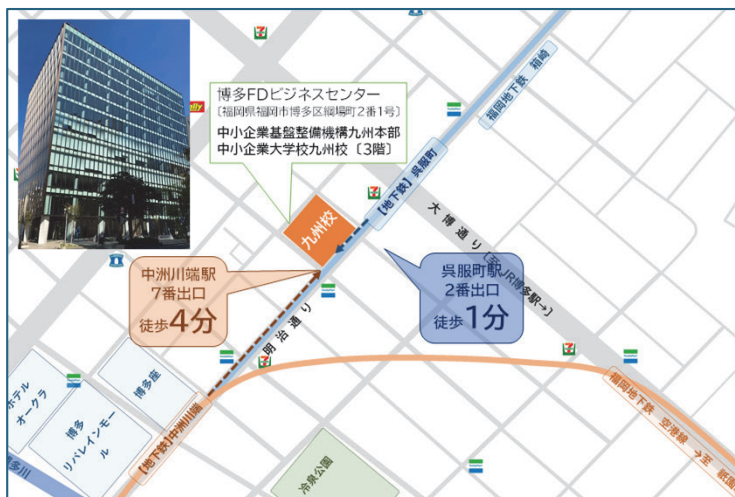 博多FDビジネスセンター
〔福岡県福岡市博多区綱場町2番1号〕
中小企業基盤整備機構九州本部
中小企業大学校九州校〔3階〕
福岡地下鉄 箱崎
【地下鉄】呉服町
大博通り〔至JR博多駅→〕
九州校
中洲川端駅
7番出口
徒歩4分
呉服町駅
2番出口
徒歩1分
明治通り
ホテル
オークラ
博多座
博多
リバレインモー
ル
【地下鉄】中洲川端
博多川
冷泉公園
福岡地下鉄 空港線 →至 祇園